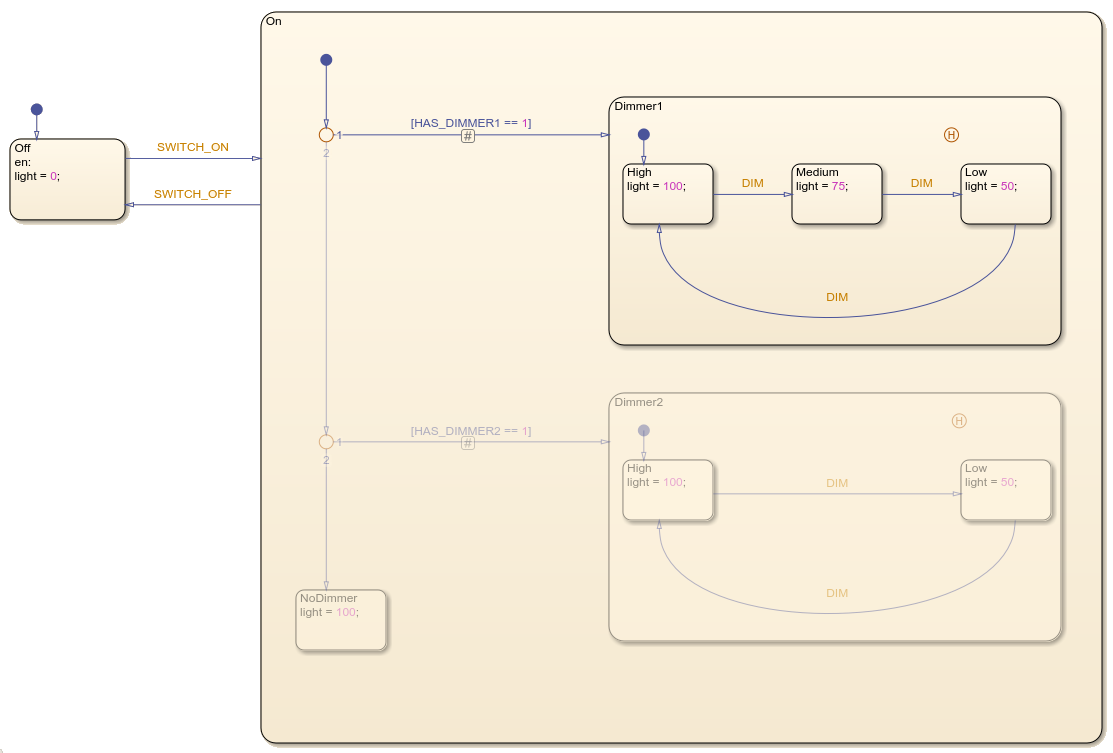 On
Off
en:
light = 0;
SWITCH_ON
SWITCH_OFF
1
2
[HAS_DIMMER1 == 1]
#
Dimmer1
H
High
light = 100;
DIM
Medium
light = 75;
DIM
Low
light = 50;
DIM
1
2
[HAS_DIMMER2 == 1]
#
Dimmer2
H
High
light = 100;
DIM
Low
light = 50;
DIM
NoDimmer
light = 100;